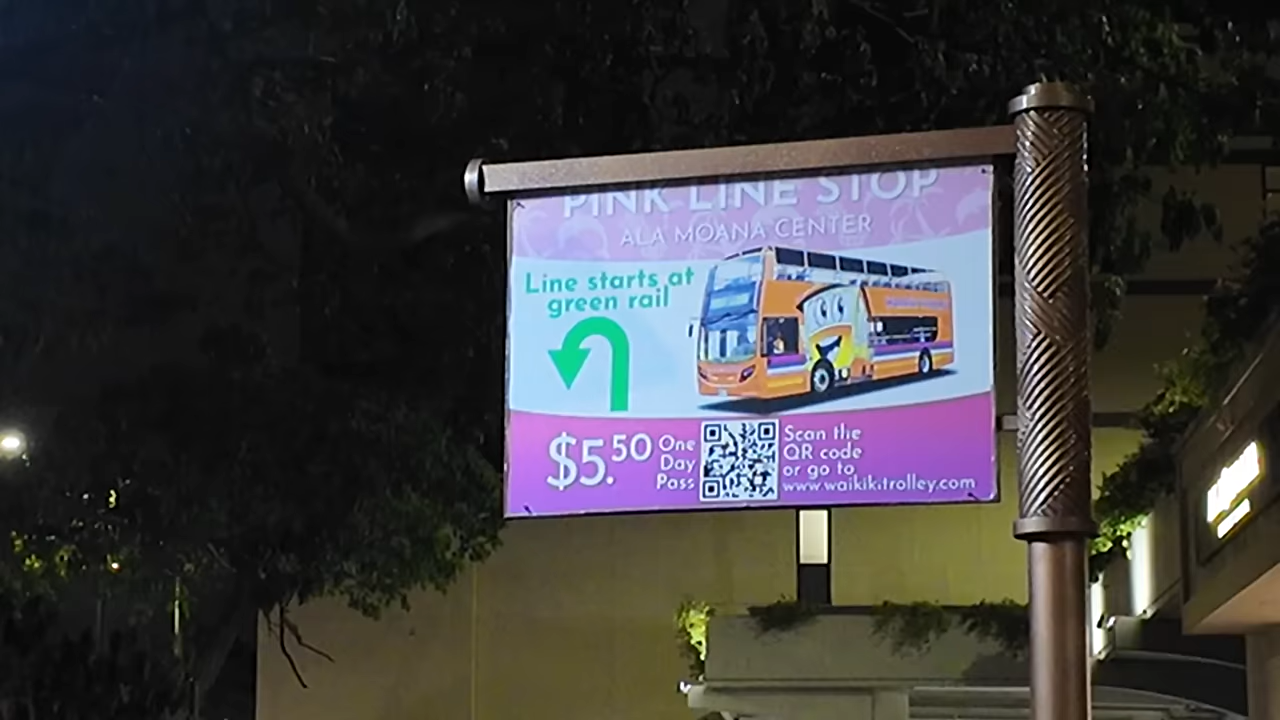 PINK LINE STOP
ALA MOANA CENTER
Line starts at
green rail
$5.50 One
Day
Pass
Scan the
QR code
or go to
www.waikikitrolley.com